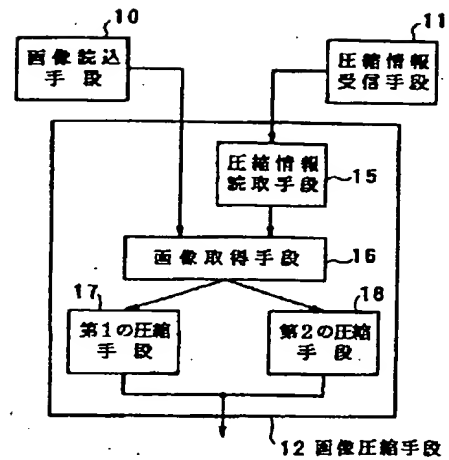 10
画像読込
手段
11
圧縮情報
受信手段
圧縮情報
読取手段
15
画像取得手段
16
17
第1の圧縮
手段
18
第2の圧縮
手段
12 画像圧縮手段